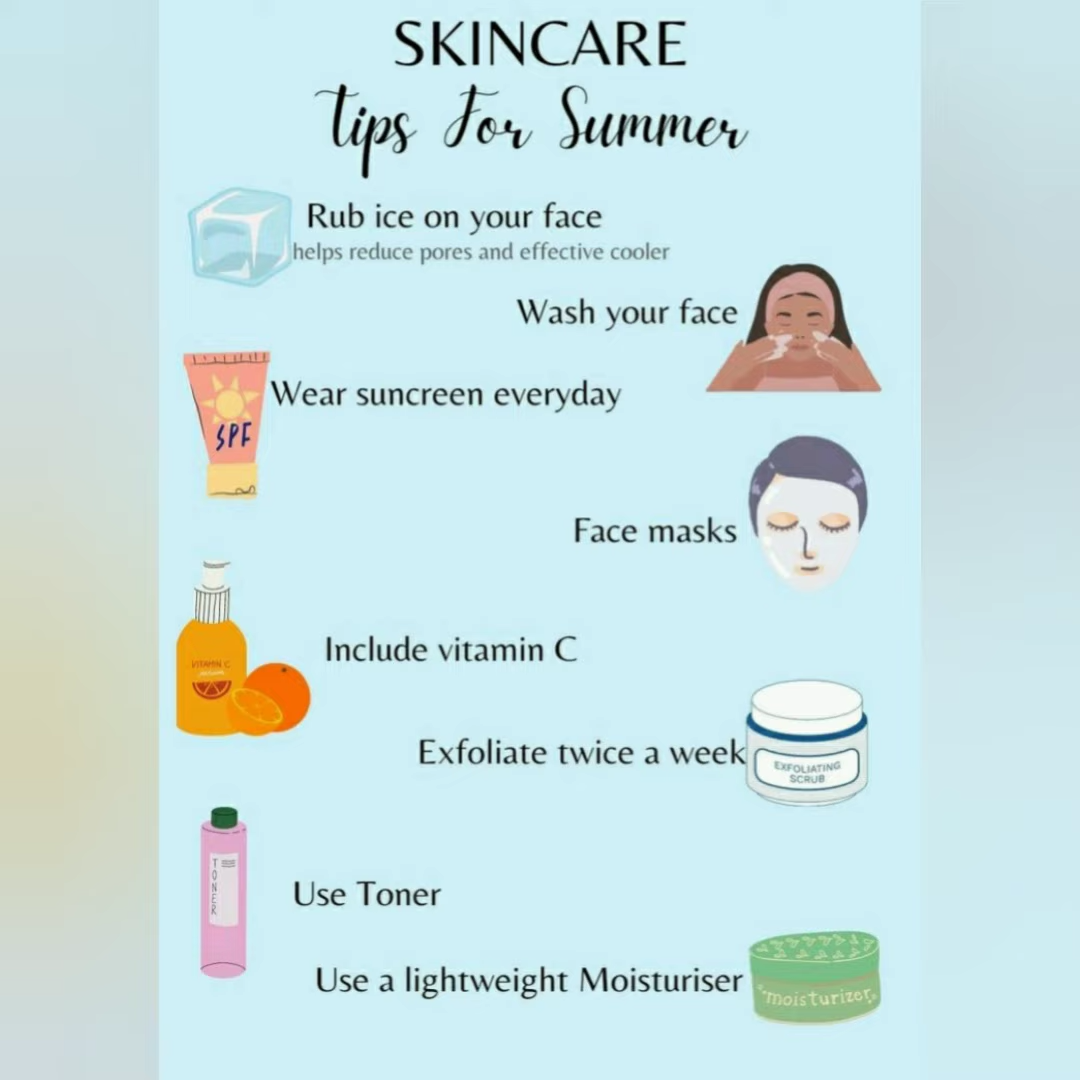 SKINCARE
Tips For Summer
Rub ice on your face
helps reduce pores and effective cooler
Wash your face
SPF
Wear suncreen everyday
Face masks
VITAMIN C
Include vitamin C
Exfoliate twice a week
EXFOLIATING
SCRUB
TONER
Use Toner
Use a lightweight Moisturiser
moisturizer